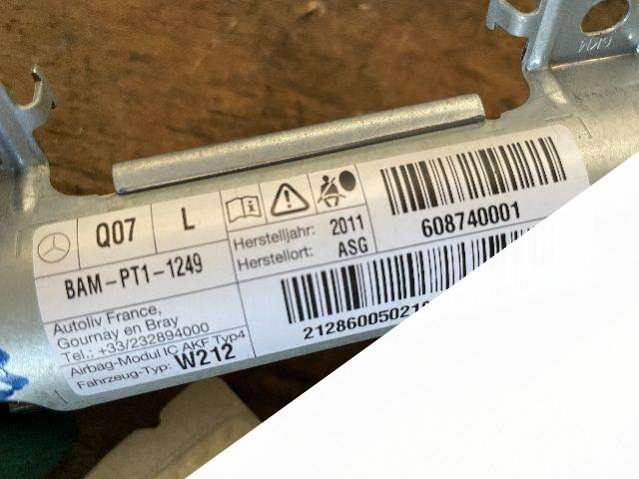 Q07 L
Herstelljahr: 2011
Herstellort: ASG
608740001
BAM-PT1-1249
Autoliv France,
Gournay en Bray
Tel.: +33/232894000
Airbag-Modul IC AKF Typ4
Fahrzeug-Typ: W212